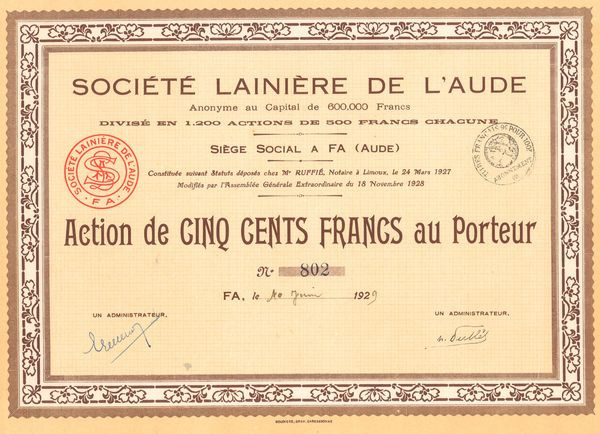 SOCIÉTÉ LAINIÈRE DE L'AUDE
Anonyme au Capital de 600.000 Francs
DIVISÉ EN 1.200 ACTIONS DE 500 FRANCS CHACUNE
SIÈGE SOCIAL A FA (AUDE)
SOCIÉTÉ LAINIÈRE DE L'AUDE
FA
Constituée suivant Statuts déposés chez Me RUFFIÉ, Notaire à Limoux, le 24 Mars 1927
Modifiés par l'Assemblée Générale Extraordinaire du 18 Novembre 1928
Action de CINQ CENTS FRANCS au Porteur
No 802
FA, le 10 Juin 1929
UN ADMINISTRATEUR,
UN ADMINISTRATEUR,